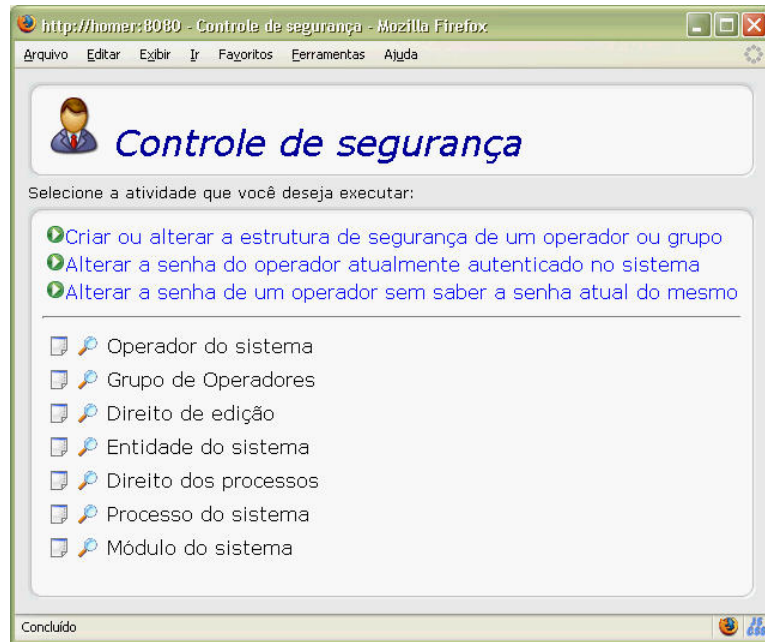 http://homer:8080 - Controle de segurança - Mozilla Firefox
Arquivo Editar Exibir Ir Favoritos Ferramentas Ajuda
Controle de segurança
Selecione a atividade que você deseja executar:
Criar ou alterar a estrutura de segurança de um operador ou grupo
Alterar a senha do operador atualmente autenticado no sistema
Alterar a senha de um operador sem saber a senha atual do mesmo
Operador do sistema
Grupo de Operadores
Direito de edição
Entidade do sistema
Direito dos processos
Processo do sistema
Módulo do sistema
Concluído